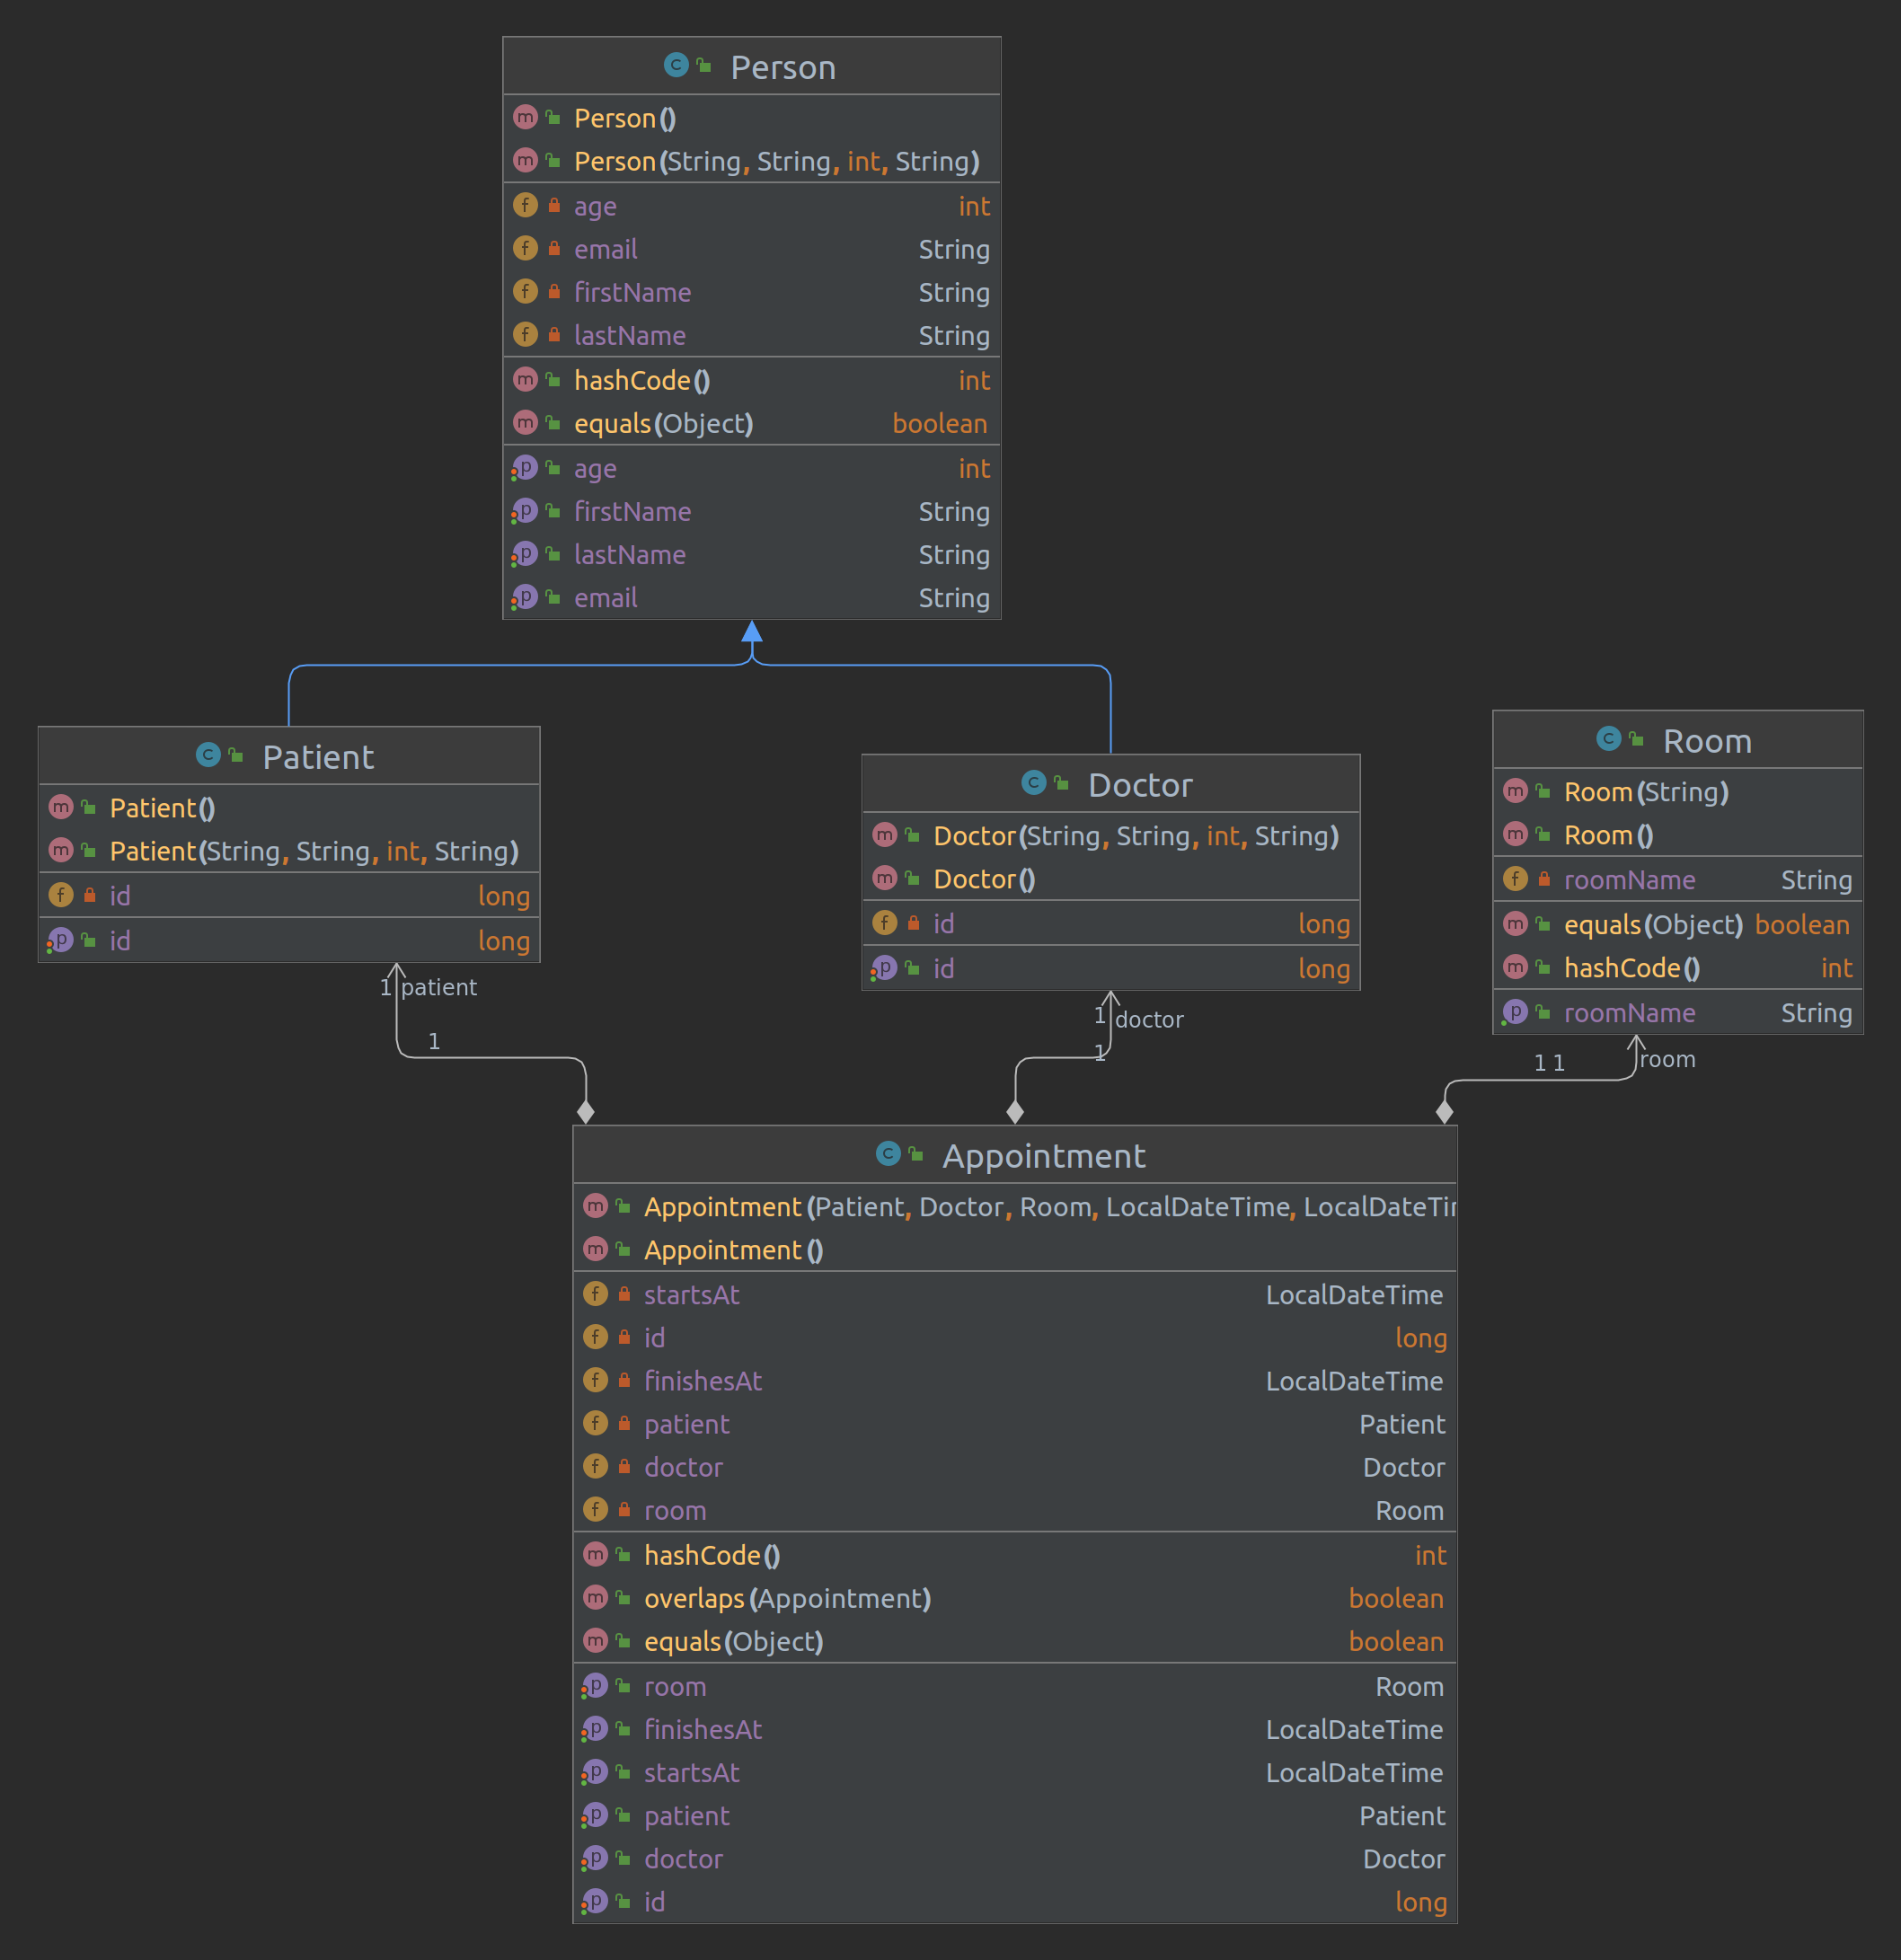 Person
Person()
Person(String, String, int, String)
age int
email String
firstName String
lastName String
hashCode() int
equals(Object) boolean
age int
firstName String
lastName String
email String
Patient
Patient()
Patient(String, String, int, String)
id long
id long
1 patient
1
Doctor
Doctor(String, String, int, String)
Doctor()
id long
id long
1 doctor
1
Room
Room(String)
Room()
roomName String
equals(Object) boolean
hashCode() int
roomName String
1 1 room
Appointment
Appointment(Patient, Doctor, Room, LocalDateTime, LocalDateTi
Appointment()
startsAt LocalDateTime
id long
finishesAt LocalDateTime
patient Patient
doctor Doctor
room Room
hashCode() int
overlaps(Appointment) boolean
equals(Object) boolean
room Room
finishesAt LocalDateTime
startsAt LocalDateTime
patient Patient
doctor Doctor
id long